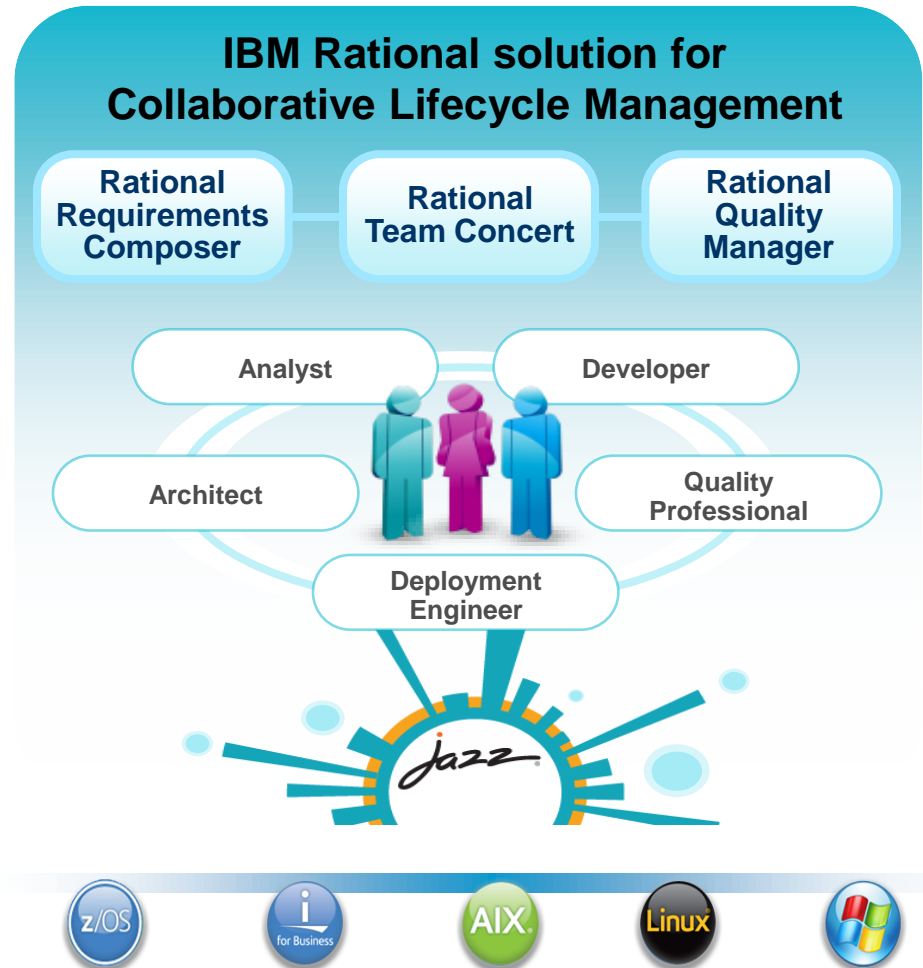 IBM Rational solution for
Collaborative Lifecycle Management
Rational
Requirements
Composer
Rational
Team Concert
Rational
Quality
Manager
Analyst
Developer
Architect
Quality
Professional
Deployment
Engineer
jazz
z/OS
i
for Business
AIX
Linux